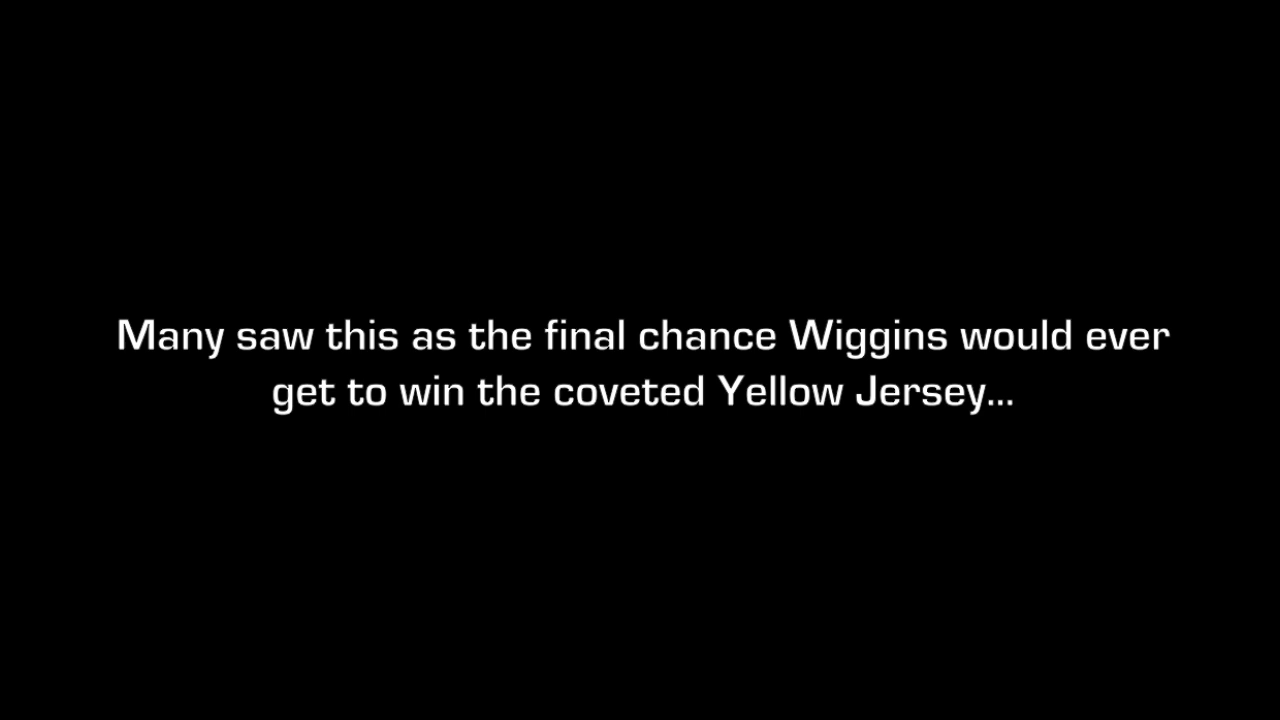 Many saw this as the final chance Wiggins would ever
get to win the coveted Yellow Jersey...